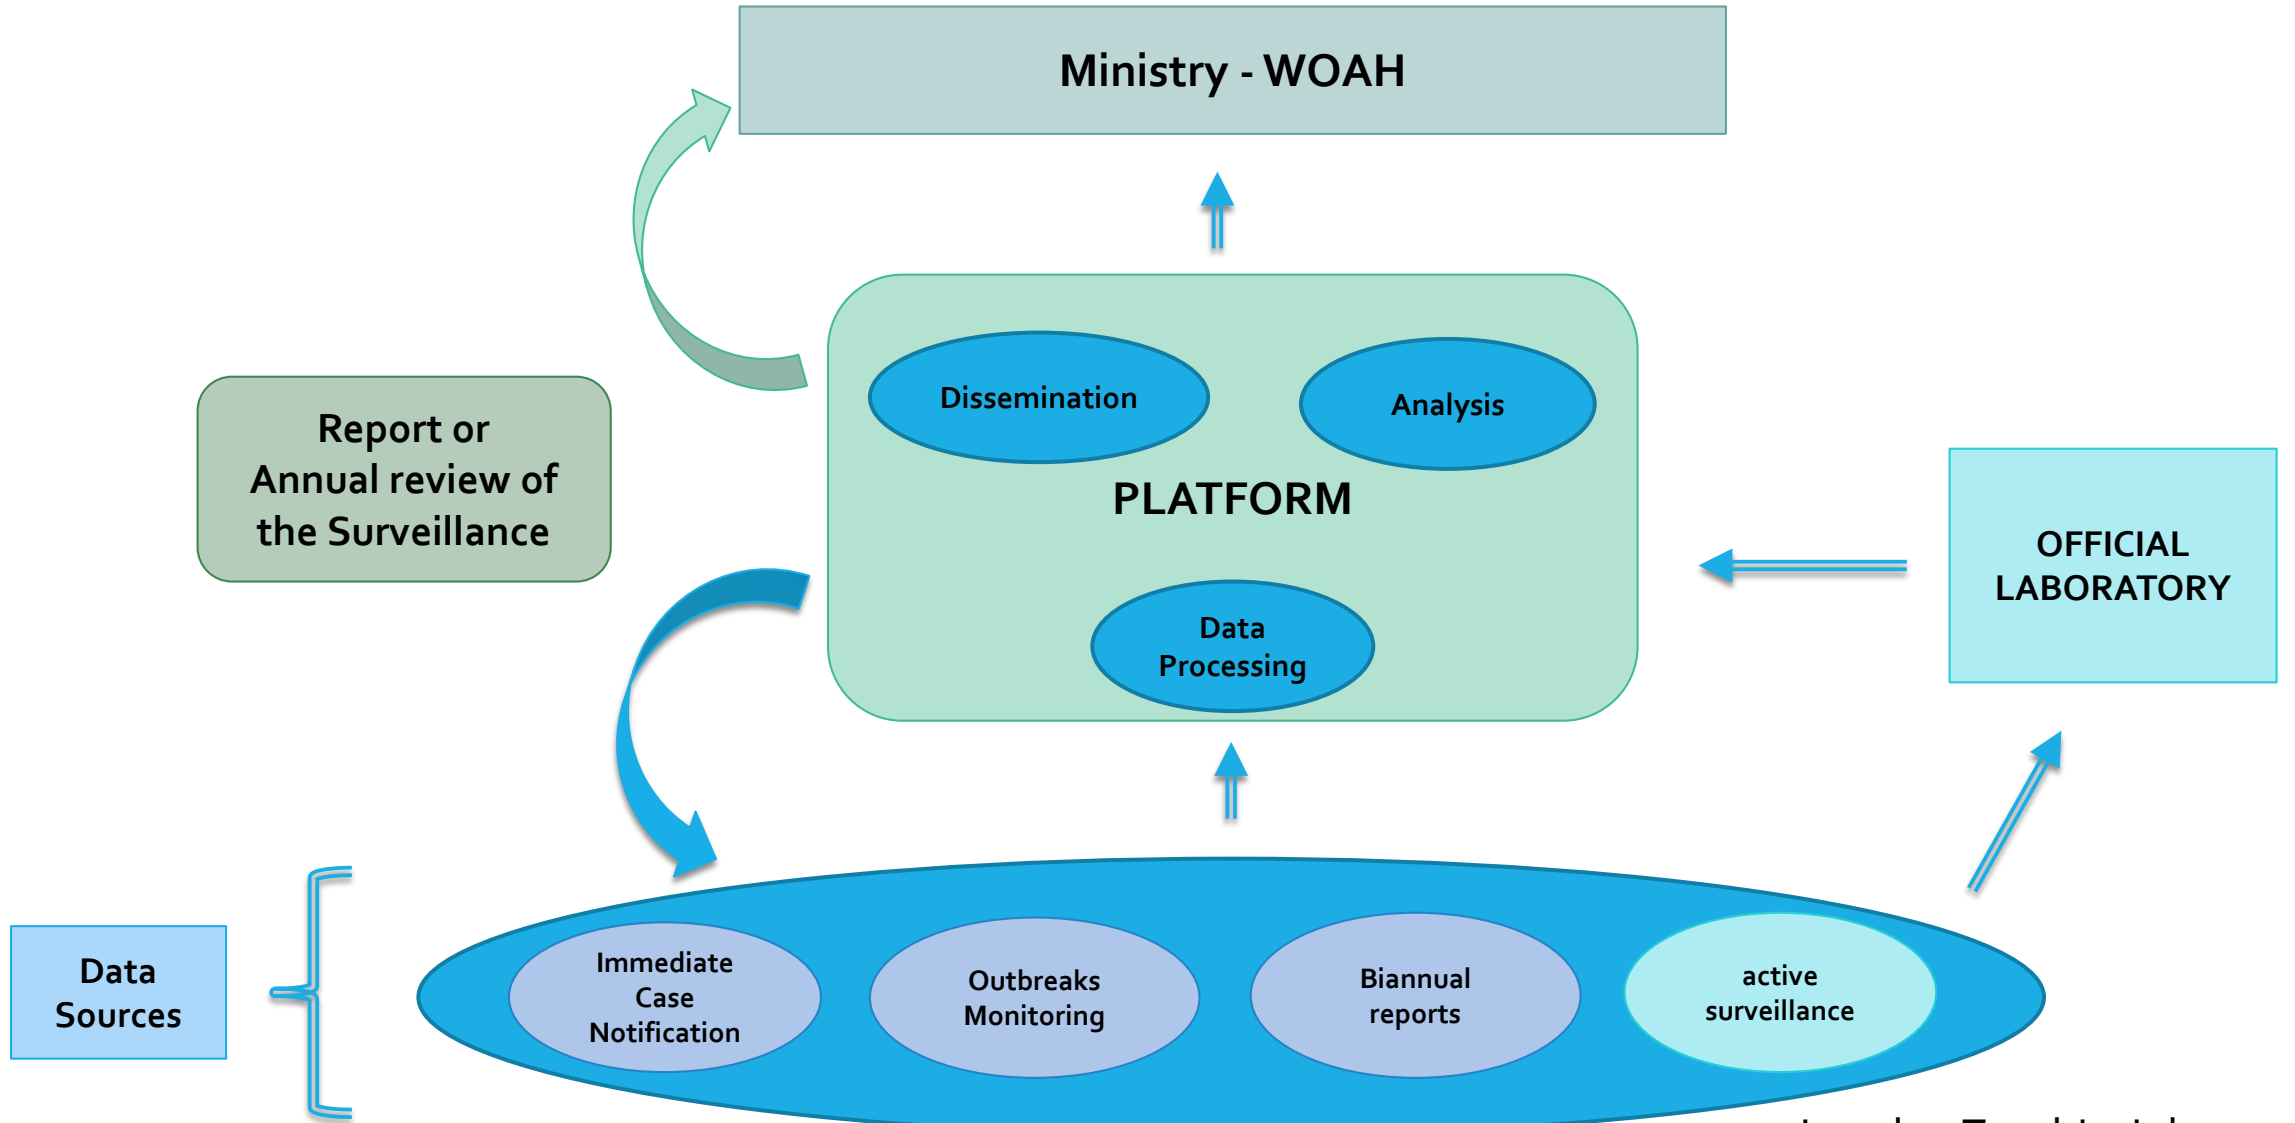 Ministry - WOAH
Dissemination
Analysis
Report or
Annual review of
the Surveillance
PLATFORM
OFFICIAL
LABORATORY
Data
Processing
Data
Sources
Immediate
Case
Notification
Outbreaks
Monitoring
Biannual
reports
active
surveillance